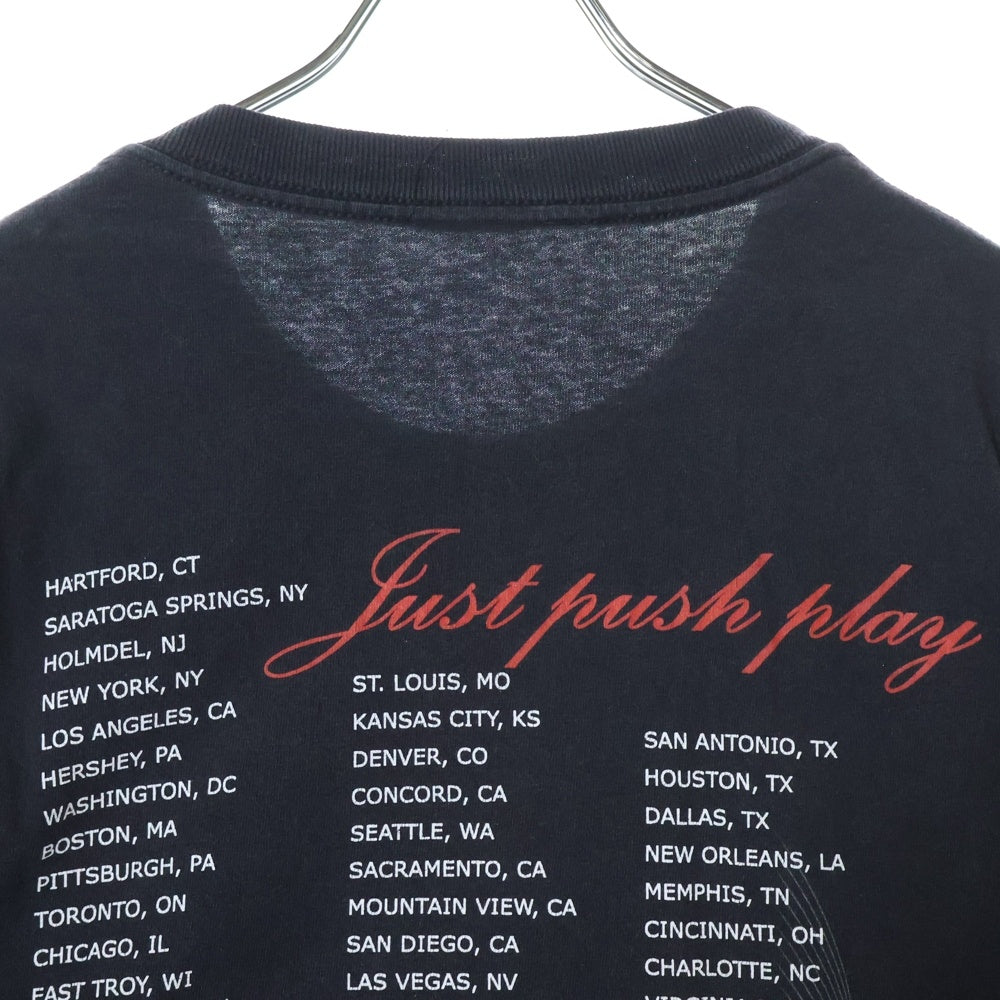 Just push play
HARTFORD, CT
SARATOGA SPRINGS, NY
HOLMDEL, NJ
NEW YORK, NY
LOS ANGELES, CA
HERSHEY, PA
WASHINGTON, DC
BOSTON, MA
PITTSBURGH, PA
TORONTO, ON
CHICAGO, IL
EAST TROY, WI
ST. LOUIS, MO
KANSAS CITY, KS
DENVER, CO
CONCORD, CA
SEATTLE, WA
SACRAMENTO, CA
MOUNTAIN VIEW, CA
SAN DIEGO, CA
LAS VEGAS, NV
SAN ANTONIO, TX
HOUSTON, TX
DALLAS, TX
NEW ORLEANS, LA
MEMPHIS, TN
CINCINNATI, OH
CHARLOTTE, NC